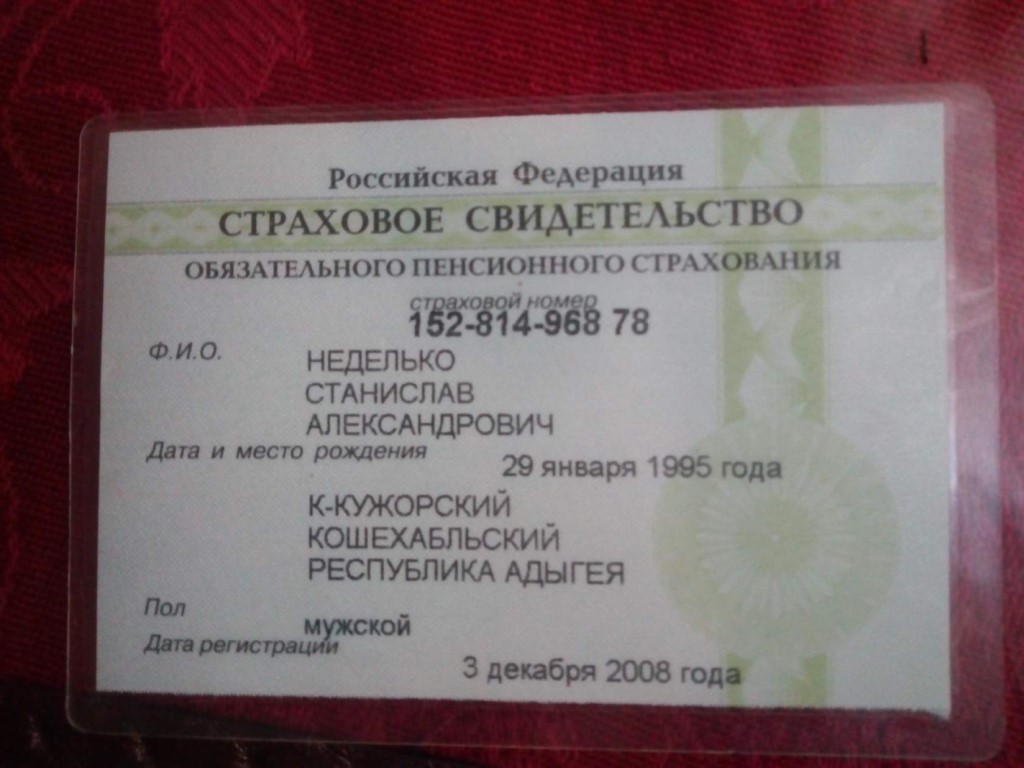 Российская Федерация
СТРАХОВОЕ СВИДЕТЕЛЬСТВО
ОБЯЗАТЕЛЬНОГО ПЕНСИОННОГО СТРАХОВАНИЯ
страховой номер
152-814-968 78
Ф.И.О.
НЕДЕЛЬКО
СТАНИСЛАВ
АЛЕКСАНДРОВИЧ
Дата и место рождения
29 января 1995 года
К-КУЖОРСКИЙ
КОШЕХАБЛЬСКИЙ
РЕСПУБЛИКА АДЫГЕЯ
Пол
мужской
Дата регистрации
3 декабря 2008 года